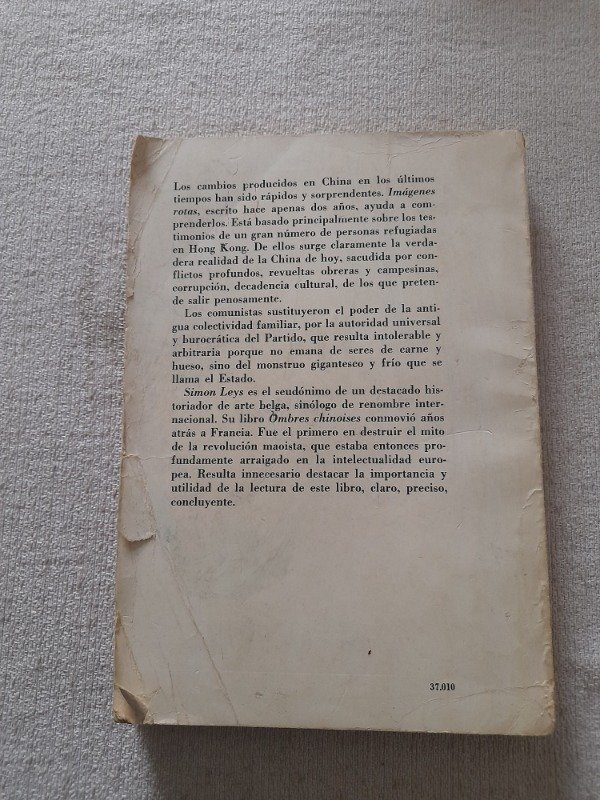 Los cambios producidos en China en los últimos
tiempos han sido rápidos y sorprendentes. Imágenes
rotas, escrito hace apenas dos años, ayuda a com-
prenderlos. Está basado principalmente sobre los tes-
timonios de un gran número de personas refugiadas
en Hong Kong. De ellos surge claramente la verda-
dera realidad de la China de hoy, sacudida por con-
flictos profundos, revueltas obreras y campesinas,
corrupción, decadencia cultural, de los que preten-
de salir penosamente.
Los comunistas sustituyeron el poder de la anti-
gua colectividad familiar, por la autoridad universal
y burocrática del Partido, que resulta intolerable y
arbitraria porque no emana de seres de carne y
hueso, sino del monstruo gigantesco y frío que se
llama el Estado.
Simon Leys es el seudónimo de un destacado his-
toriador de arte belga, sinólogo de renombre inter-
nacional. Su libro Ombres chinoises conmovió años
atrás a Francia. Fue el primero en destruir el mito
de la revolución maoista, que estaba entonces pro-
fundamente arraigado en la intelectualidad euro-
pea. Resulta innecesario destacar la importancia y
utilidad de la lectura de este libro, claro, preciso,
concluyente.
37.010